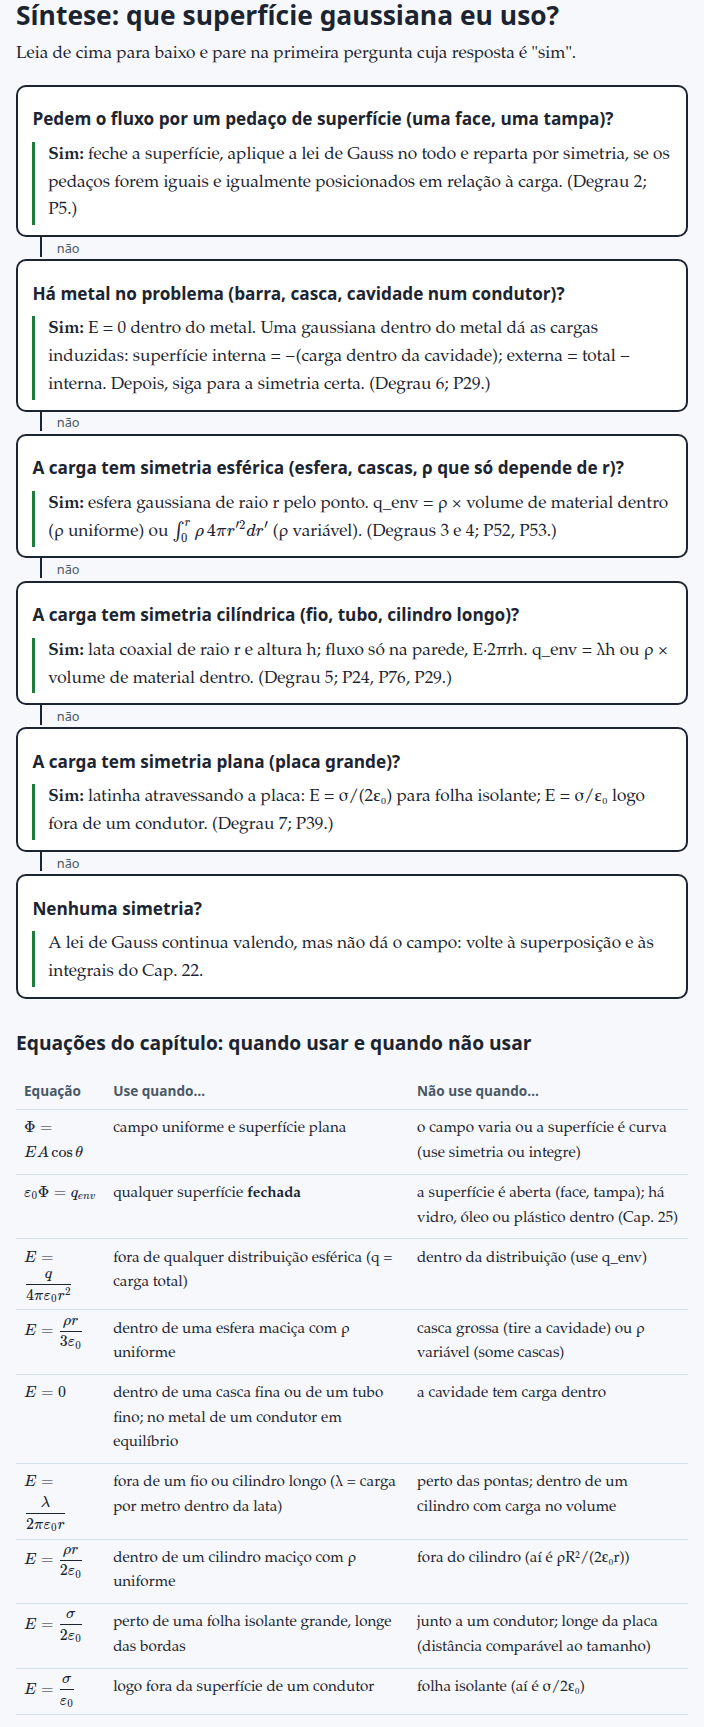 Síntese: que superfície gaussiana eu uso?
Leia de cima para baixo e pare na primeira pergunta cuja resposta é "sim".
Pedem o fluxo por um pedaço de superfície (uma face, uma tampa)?
Sim: feche a superfície, aplique a lei de Gauss no todo e reparta por simetria, se os
pedaços forem iguais e igualmente posicionados em relação à carga. (Degrau 2;
P5.)
não
Há metal no problema (barra, casca, cavidade num condutor)?
Sim: E = 0 dentro do metal. Uma gaussiana dentro do metal dá as cargas
induzidas: superfície interna = −(carga dentro da cavidade); externa = total −
interna. Depois, siga para a simetria certa. (Degrau 6; P29.)
não
A carga tem simetria esférica (esfera, cascas, ρ que só depende de r)?
Sim: esfera gaussiana de raio r pelo ponto. q_env = ρ × volume de material dentro
(ρ uniforme) ou ∫₀ʳ ρ 4πr′²dr′ (ρ variável). (Degraus 3 e 4; P52, P53.)
não
A carga tem simetria cilíndrica (fio, tubo, cilindro longo)?
Sim: lata coaxial de raio r e altura h; fluxo só na parede, E·2πrh. q_env = λh ou ρ ×
volume de material dentro. (Degrau 5; P24, P76, P29.)
não
A carga tem simetria plana (placa grande)?
Sim: latinha atravessando a placa: E = σ/(2ε₀) para folha isolante; E = σ/ε₀ logo
fora de um condutor. (Degrau 7; P39.)
não
Nenhuma simetria?
A lei de Gauss continua valendo, mas não dá o campo: volte à superposição e às
integrais do Cap. 22.
Equações do capítulo: quando usar e quando não usar
Equação Use quando... Não use quando...
Φ = campo uniforme e superfície plana o campo varia ou a superfície é curva
EA cos θ (use simetria ou integre)
ε₀Φ = q_env qualquer superfície fechada a superfície é aberta (face, tampa); há
vidro, óleo ou plástico dentro (Cap. 25)
E = fora de qualquer distribuição esférica (q = dentro da distribuição (use q_env)
q/(4πε₀r²) carga total)
E = ρr/(3ε₀) dentro de uma esfera maciça com ρ casca grossa (tire a cavidade) ou ρ
uniforme variável (some cascas)
E = 0 dentro de uma casca fina ou de um tubo a cavidade tem carga dentro
fino; no metal de um condutor em
equilíbrio
E = fora de um fio ou cilindro longo (λ = carga perto das pontas; dentro de um
λ/(2πε₀r) por metro dentro da lata) cilindro com carga no volume
E = ρr/(2ε₀) dentro de um cilindro maciço com ρ fora do cilindro (aí é ρR²/(2ε₀r))
uniforme
E = σ/(2ε₀) perto de uma folha isolante grande, longe junto a um condutor; longe da placa
das bordas (distância comparável ao tamanho)
E = σ/ε₀ logo fora da superfície de um condutor folha isolante (aí é σ/2ε₀)